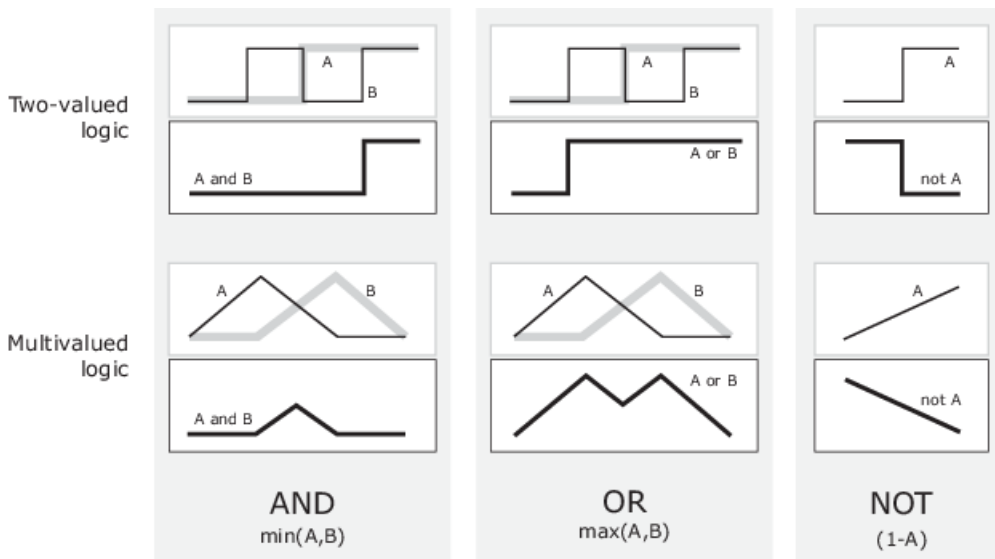 A
B
A
B
A
Two-valued
logic
A and B
A or B
not A
A
B
A
B
A
Multivalued
logic
A and B
A or B
not A
AND
min(A,B)
OR
max(A,B)
NOT
(1-A)